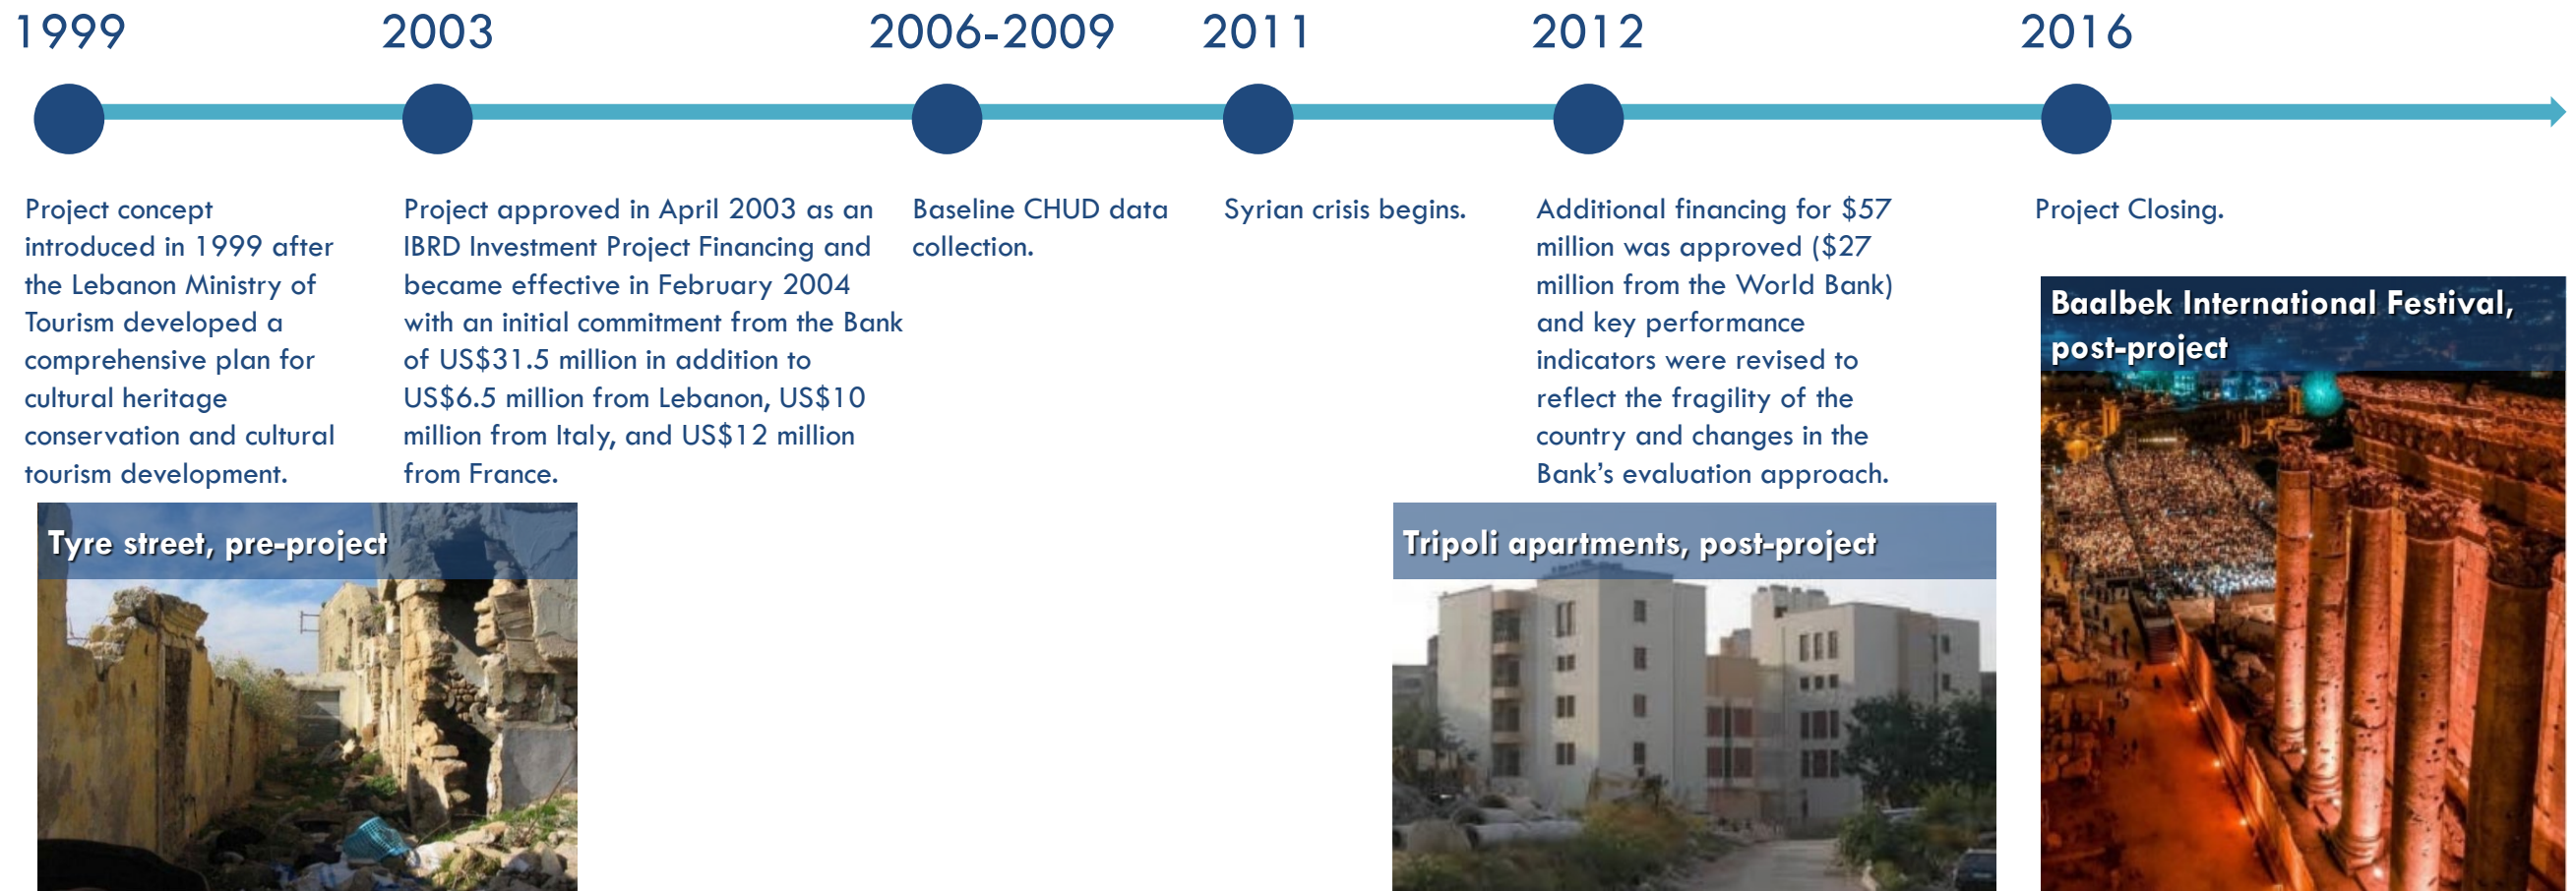 1999
Project concept
introduced in 1999 after
the Lebanon Ministry of
Tourism developed a
comprehensive plan for
cultural heritage
conservation and cultural
tourism development.
2003
Project approved in April 2003 as an
IBRD Investment Project Financing and
became effective in February 2004
with an initial commitment from the Bank
of US$31.5 million in addition to
US$6.5 million from Lebanon, US$10
million from Italy, and US$12 million
from France.
2006-2009
Baseline CHUD data
collection.
2011
Syrian crisis begins.
2012
Additional financing for $57
million was approved ($27
million from the World Bank)
and key performance
indicators were revised to
reflect the fragility of the
country and changes in the
Bank’s evaluation approach.
2016
Project Closing.
Tyre street, pre-project
Tripoli apartments, post-project
Baalbek International Festival,
post-project